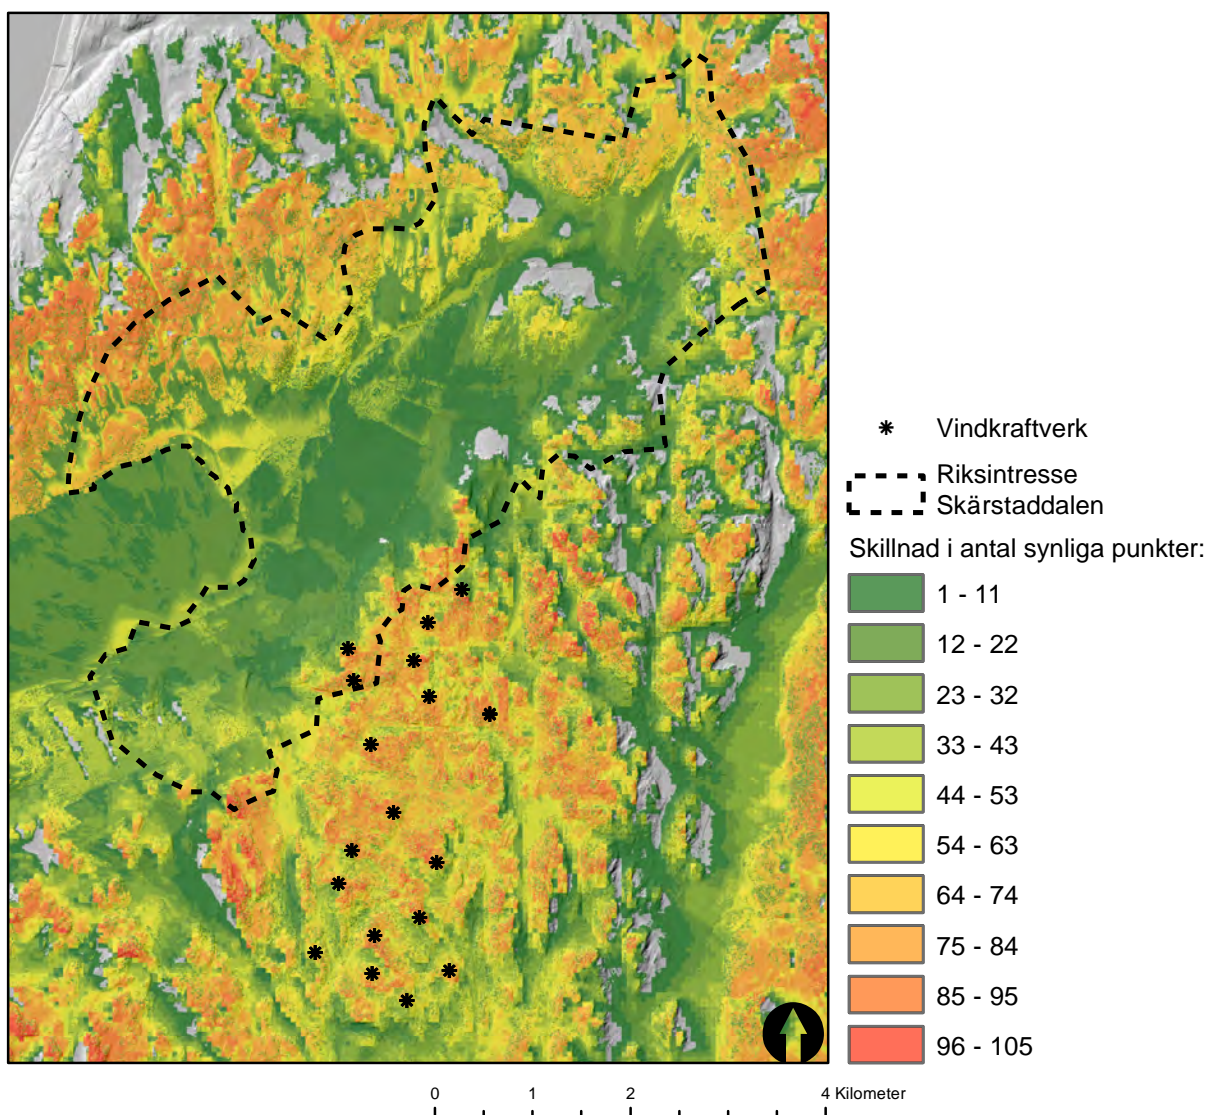 Vindkraftverk
Riksintresse
Skärstaddalen
Skillnad i antal synliga punkter:
1 - 11
12 - 22
23 - 32
33 - 43
44 - 53
54 - 63
64 - 74
75 - 84
85 - 95
96 - 105
0 1 2 4 Kilometer